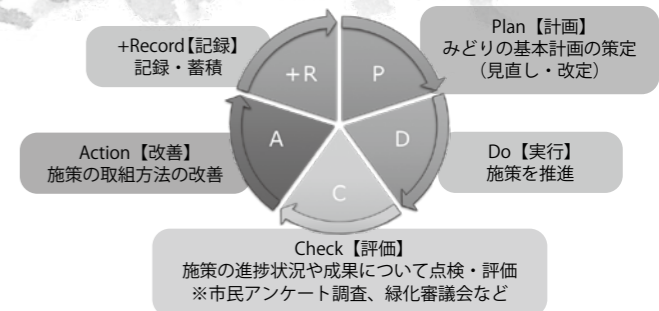 Plan【計画】
みどりの基本計画の策定
（見直し・改定）
+Record【記録】
記録・蓄積
+R
P
A
D
C
Action【改善】
施策の取組方法の改善
Do【実行】
施策を推進
Check【評価】
施策の進捗状況や成果について点検・評価
※市民アンケート調査、緑化審議会など